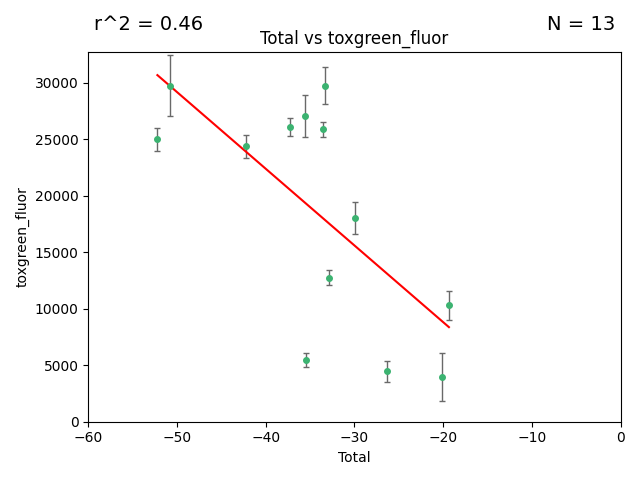 r^2 = 0.46
N = 13
Total vs toxgreen_fluor
30000
25000
20000
15000
10000
5000
0
toxgreen_fluor
−60
−50
−40
−30
−20
−10
0
Total